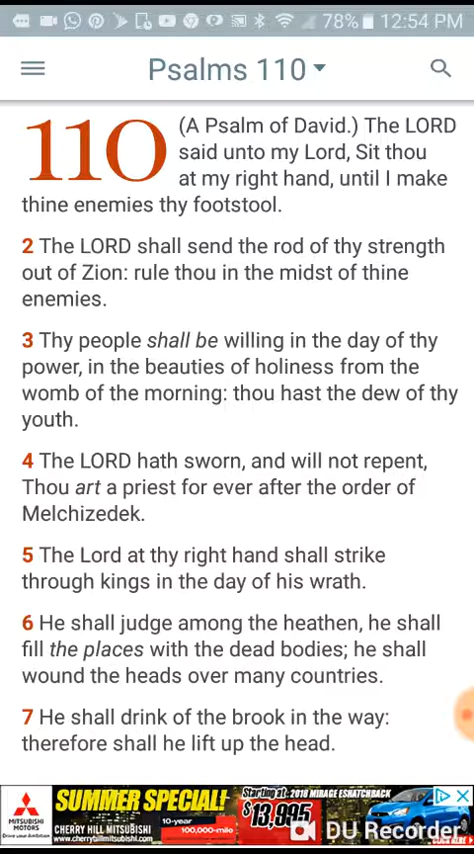 78% 12:54 PM
Psalms 110
110 (A Psalm of David.) The LORD
said unto my Lord, Sit thou
at my right hand, until I make
thine enemies thy footstool.
2 The LORD shall send the rod of thy strength
out of Zion: rule thou in the midst of thine
enemies.
3 Thy people shall be willing in the day of thy
power, in the beauties of holiness from the
womb of the morning: thou hast the dew of thy
youth.
4 The LORD hath sworn, and will not repent,
Thou art a priest for ever after the order of
Melchizedek.
5 The Lord at thy right hand shall strike
through kings in the day of his wrath.
6 He shall judge among the heathen, he shall
fill the places with the dead bodies; he shall
wound the heads over many countries.
7 He shall drink of the brook in the way:
therefore shall he lift up the head.
MITSUBISHI
MOTORS
Drive your Ambition
SUMMER SPECIAL!
CHERRY HILL MITSUBISHI
www.cherryhillmitsubishi.com
10-year
100,000-mile
Starting at: 2018 MIRAGE ES HATCHBACK
$13,995
DU Recorder